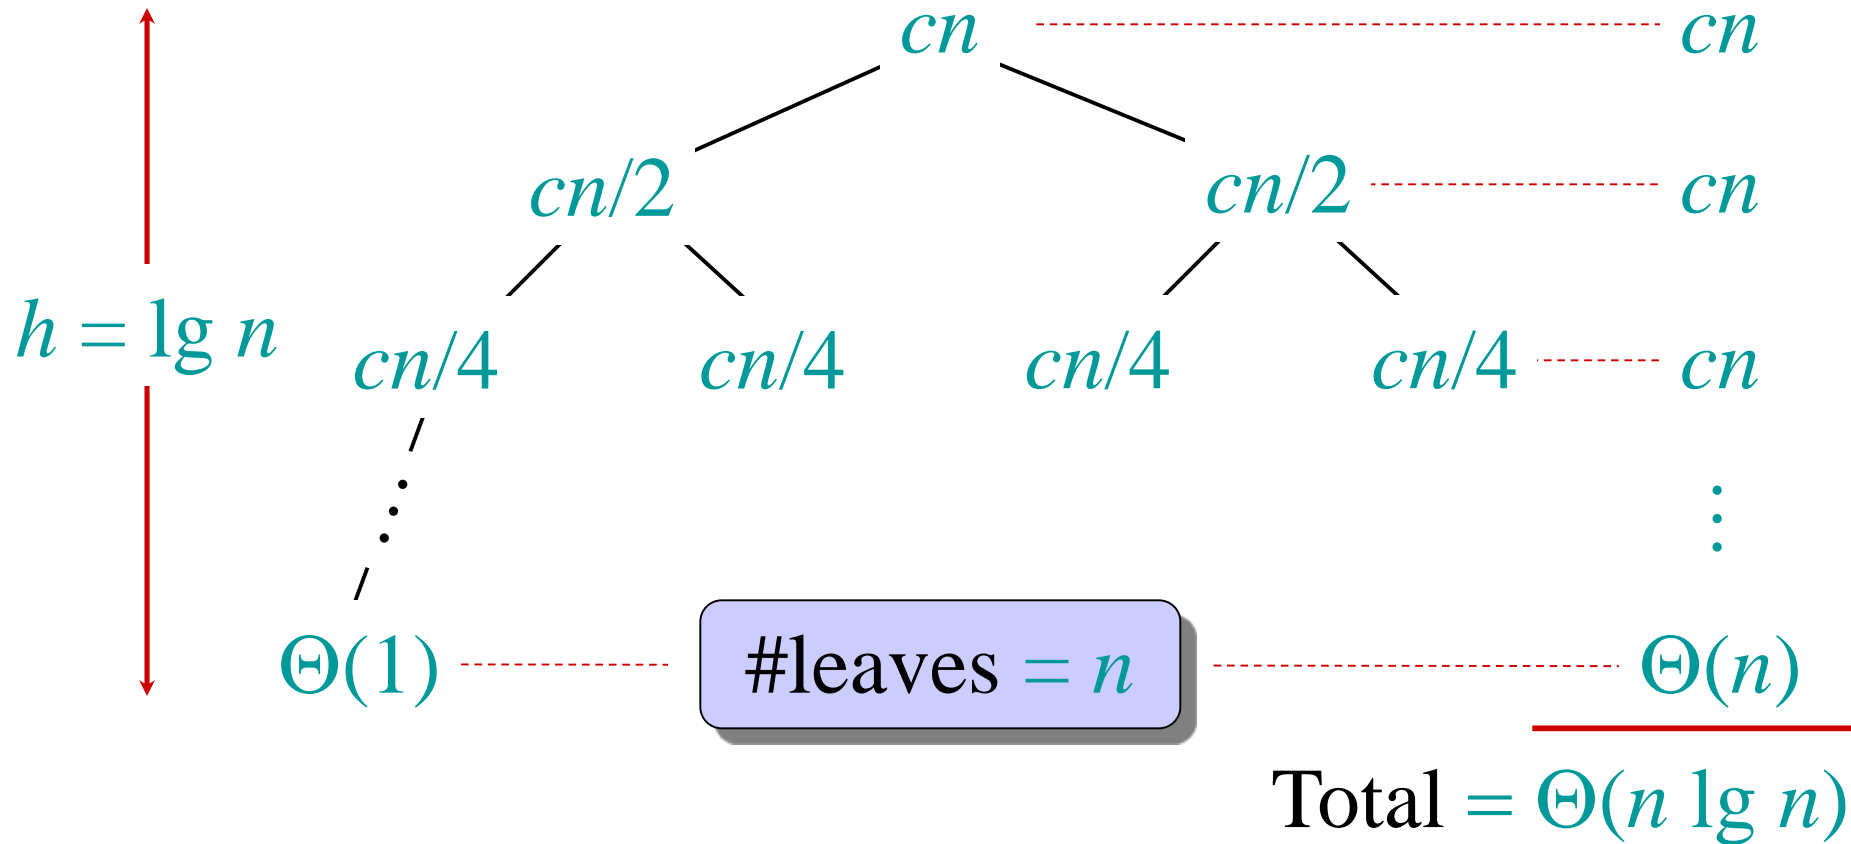 cn cn
cn/2 cn/2 cn
h = lg n cn/4 cn/4 cn/4 cn/4 cn
Θ(1) #leaves = n Θ(n)
Total = Θ(n lg n)